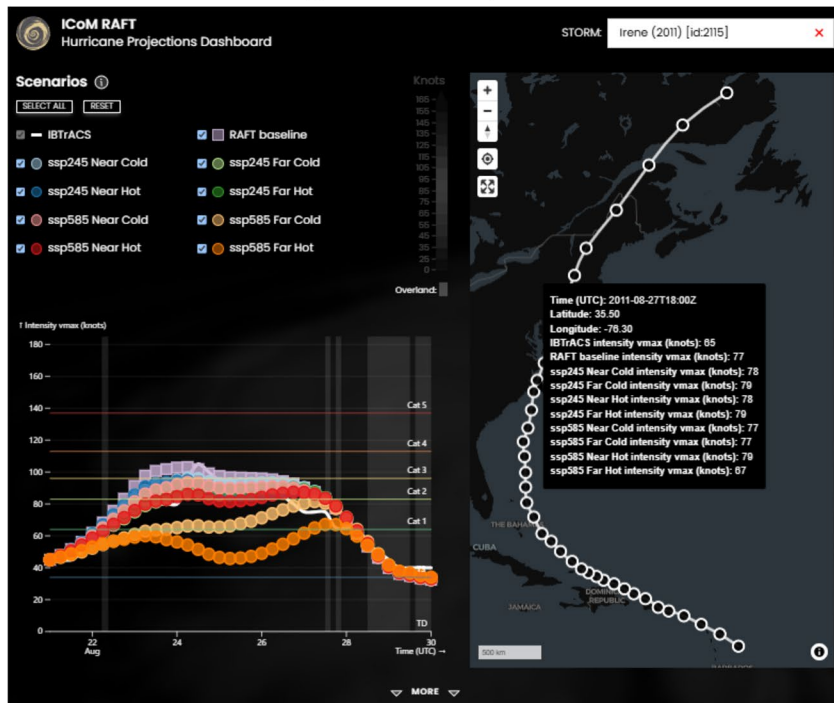 ICoM RAFT
Hurricane Projections Dashboard
STORM: Irene (2011) [id:2115] ×
Scenarios
SELECT ALL RESET
IBTrACS RAFT baseline
ssp245 Near Cold ssp245 Far Cold
ssp245 Near Hot ssp245 Far Hot
ssp585 Near Cold ssp585 Far Cold
ssp585 Near Hot ssp585 Far Hot
Knots
165
155
145
135
125
115
105
95
85
75
65
55
45
35
25
0
Overland:
↑ Intensity vmax (knots)
180
160
140
120
100
80
60
40
20
0
Cat 5
Cat 4
Cat 3
Cat 2
Cat 1
TD
22 24 26 28 30
Aug Time (UTC) →
+
−
Time (UTC): 2011-08-27T18:00Z
Latitude: 35.50
Longitude: -76.30
IBTrACS intensity vmax (knots): 65
RAFT baseline intensity vmax (knots): 77
ssp245 Near Cold intensity vmax (knots): 78
ssp245 Far Cold intensity vmax (knots): 79
ssp245 Near Hot intensity vmax (knots): 78
ssp245 Far Hot intensity vmax (knots): 79
ssp585 Near Cold intensity vmax (knots): 77
ssp585 Far Cold intensity vmax (knots): 77
ssp585 Near Hot intensity vmax (knots): 79
ssp585 Far Hot intensity vmax (knots): 67
THE BAHAMAS
CUBA
DOMINICAN
REPUBLIC
JAMAICA
BARBADOS
500 km
MORE